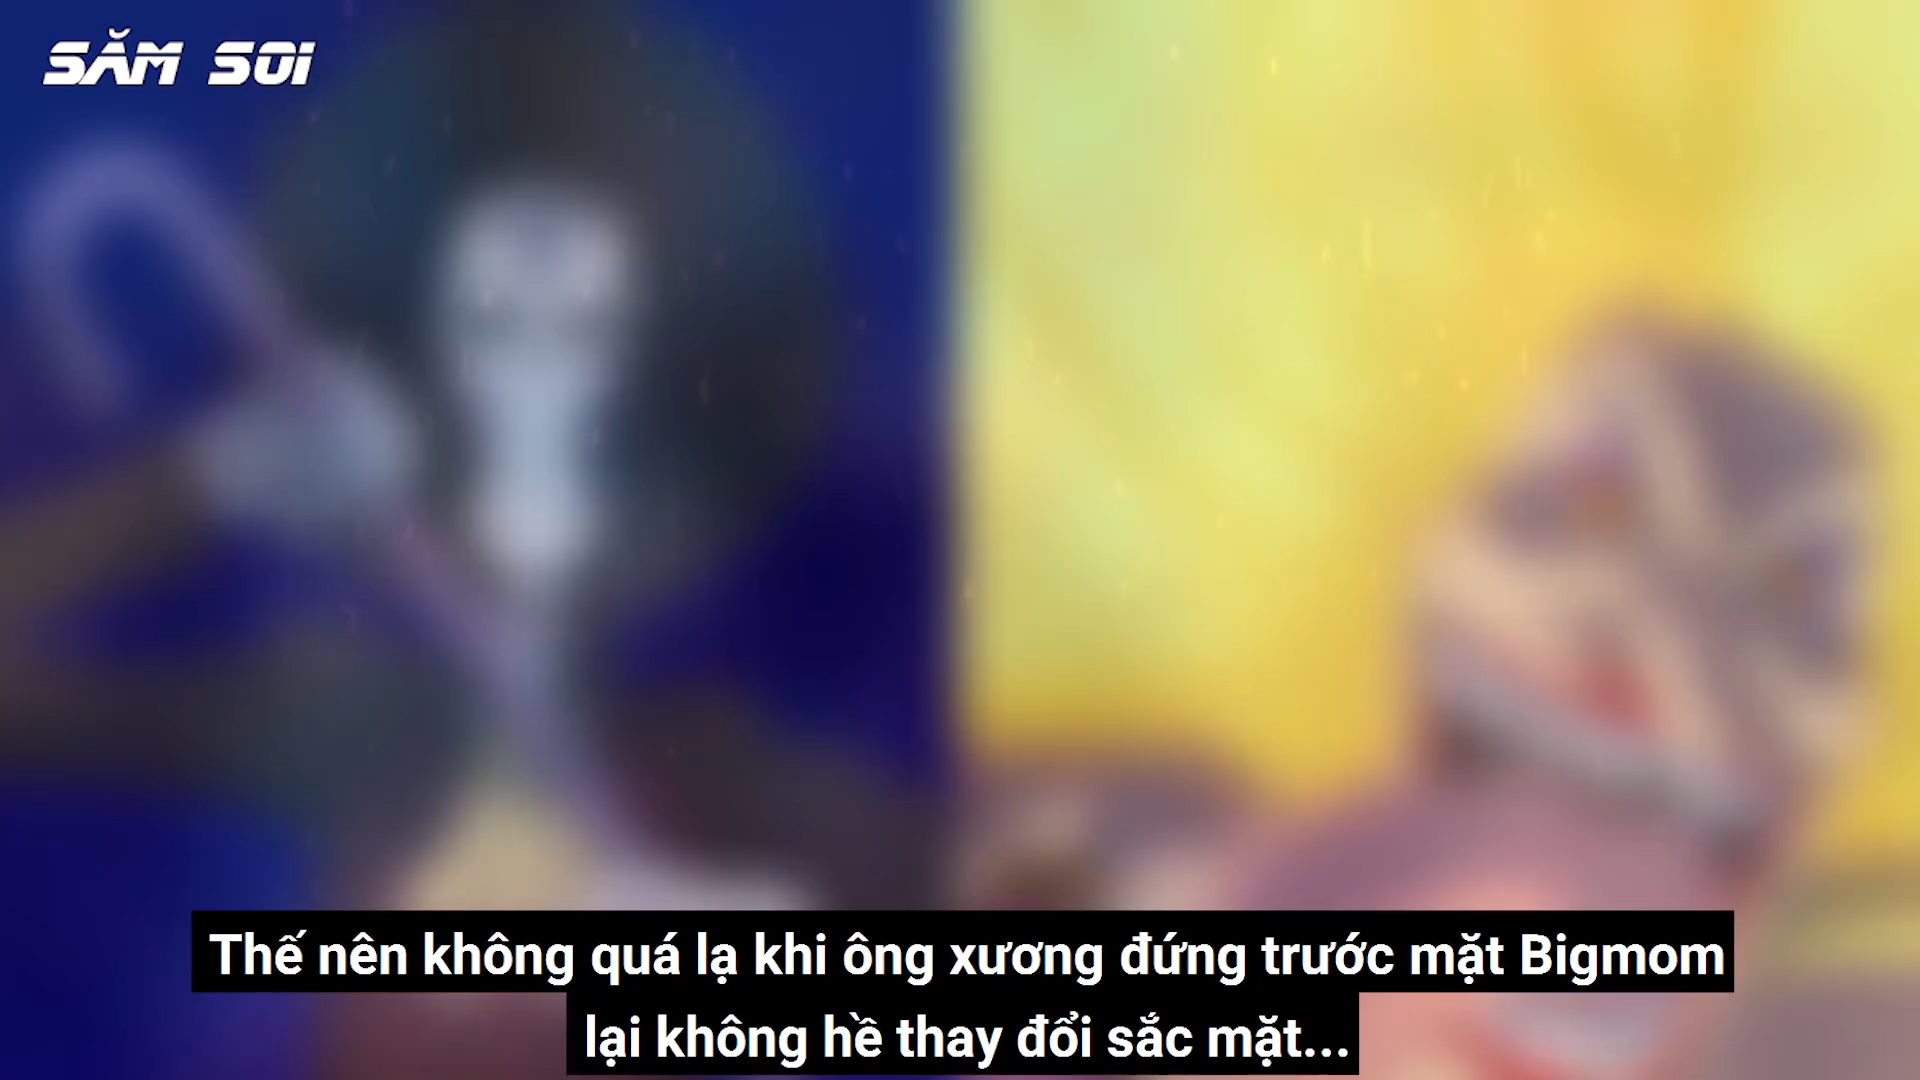 SĂM SOI
Thế nên không quá lạ khi ông xương đứng trước mặt Bigmom
lại không hề thay đổi sắc mặt...